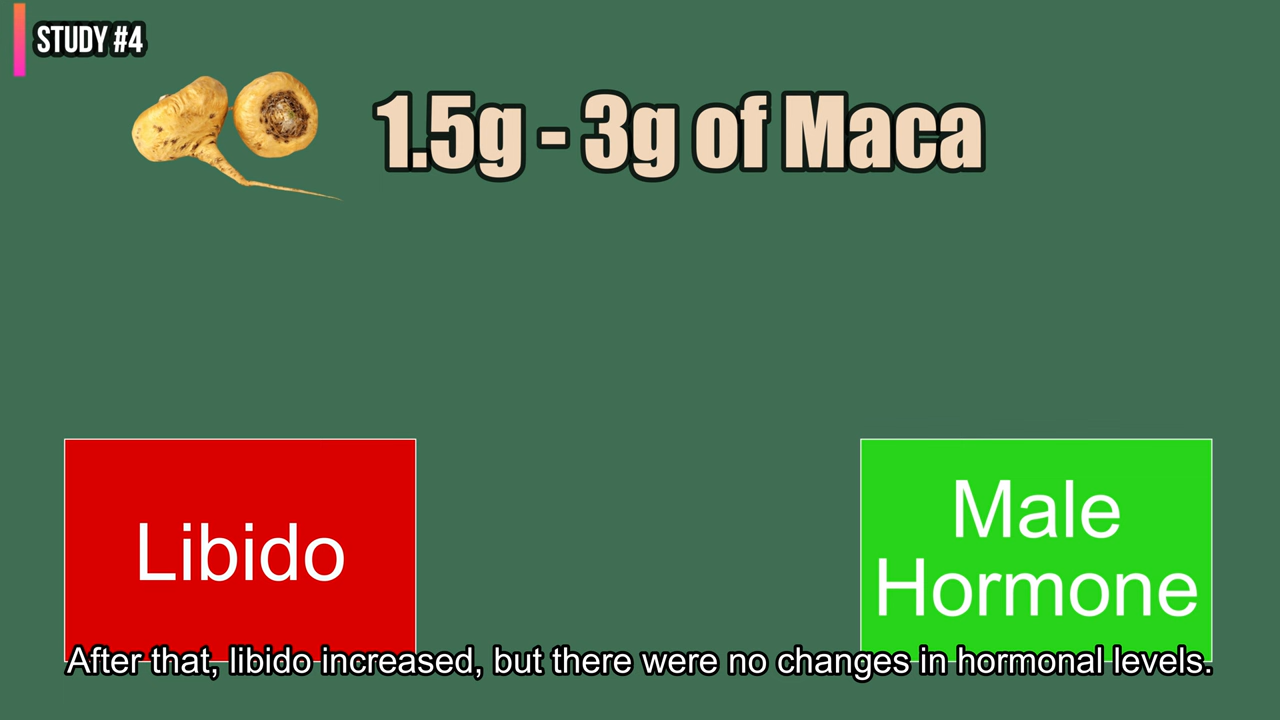 STUDY #4
1.5g - 3g of Maca
Libido
Male
Hormone
After that, libido increased, but there were no changes in hormonal levels.